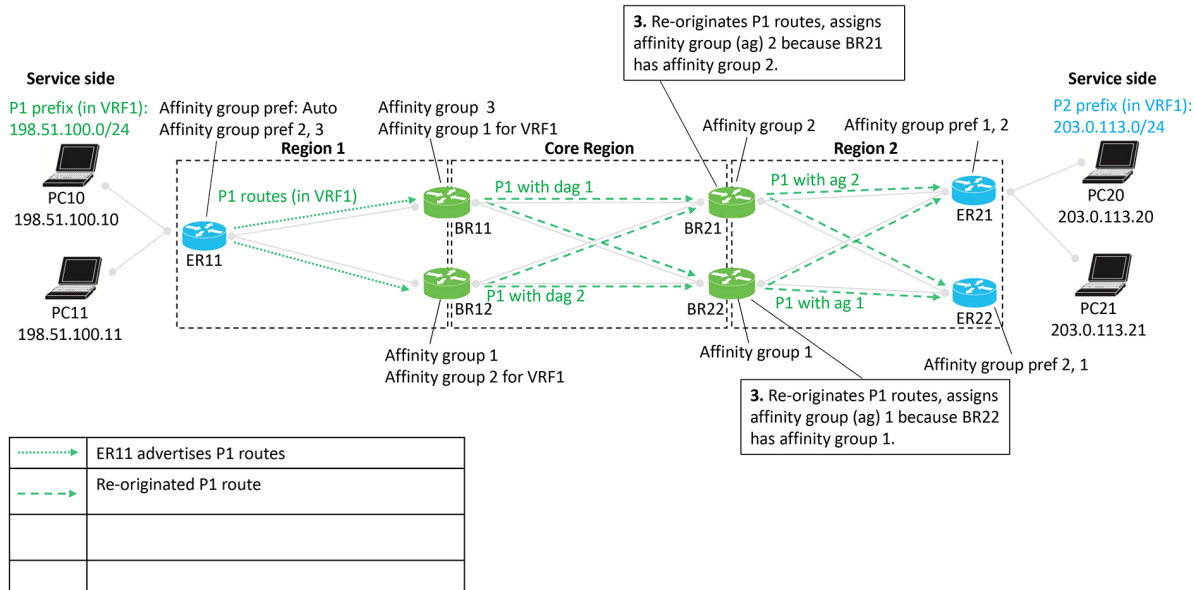 3. Re-originates P1 routes, assigns
affinity group (ag) 2 because BR21
has affinity group 2.
Service side
P1 prefix (in VRF1):
198.51.100.0/24
Affinity group pref: Auto
Affinity group pref 2, 3
Affinity group  3
Affinity group 1 for VRF1
Affinity group 2
Affinity group pref 1, 2
Service side
P2 prefix (in VRF1):
203.0.113.0/24
Region 1
Core Region
Region 2
PC10
198.51.100.10
P1 routes (in VRF1)
BR11
P1 with dag 1
BR21
P1 with ag 2
ER21
PC20
203.0.113.20
ER11
PC11
198.51.100.11
BR12
P1 with dag 2
BR22
P1 with ag 1
ER22
PC21
203.0.113.21
Affinity group 1
Affinity group 2 for VRF1
Affinity group 1
Affinity group pref 2, 1
3. Re-originates P1 routes, assigns
affinity group (ag) 1 because BR22
has affinity group 1.
ER11 advertises P1 routes
Re-originated P1 route